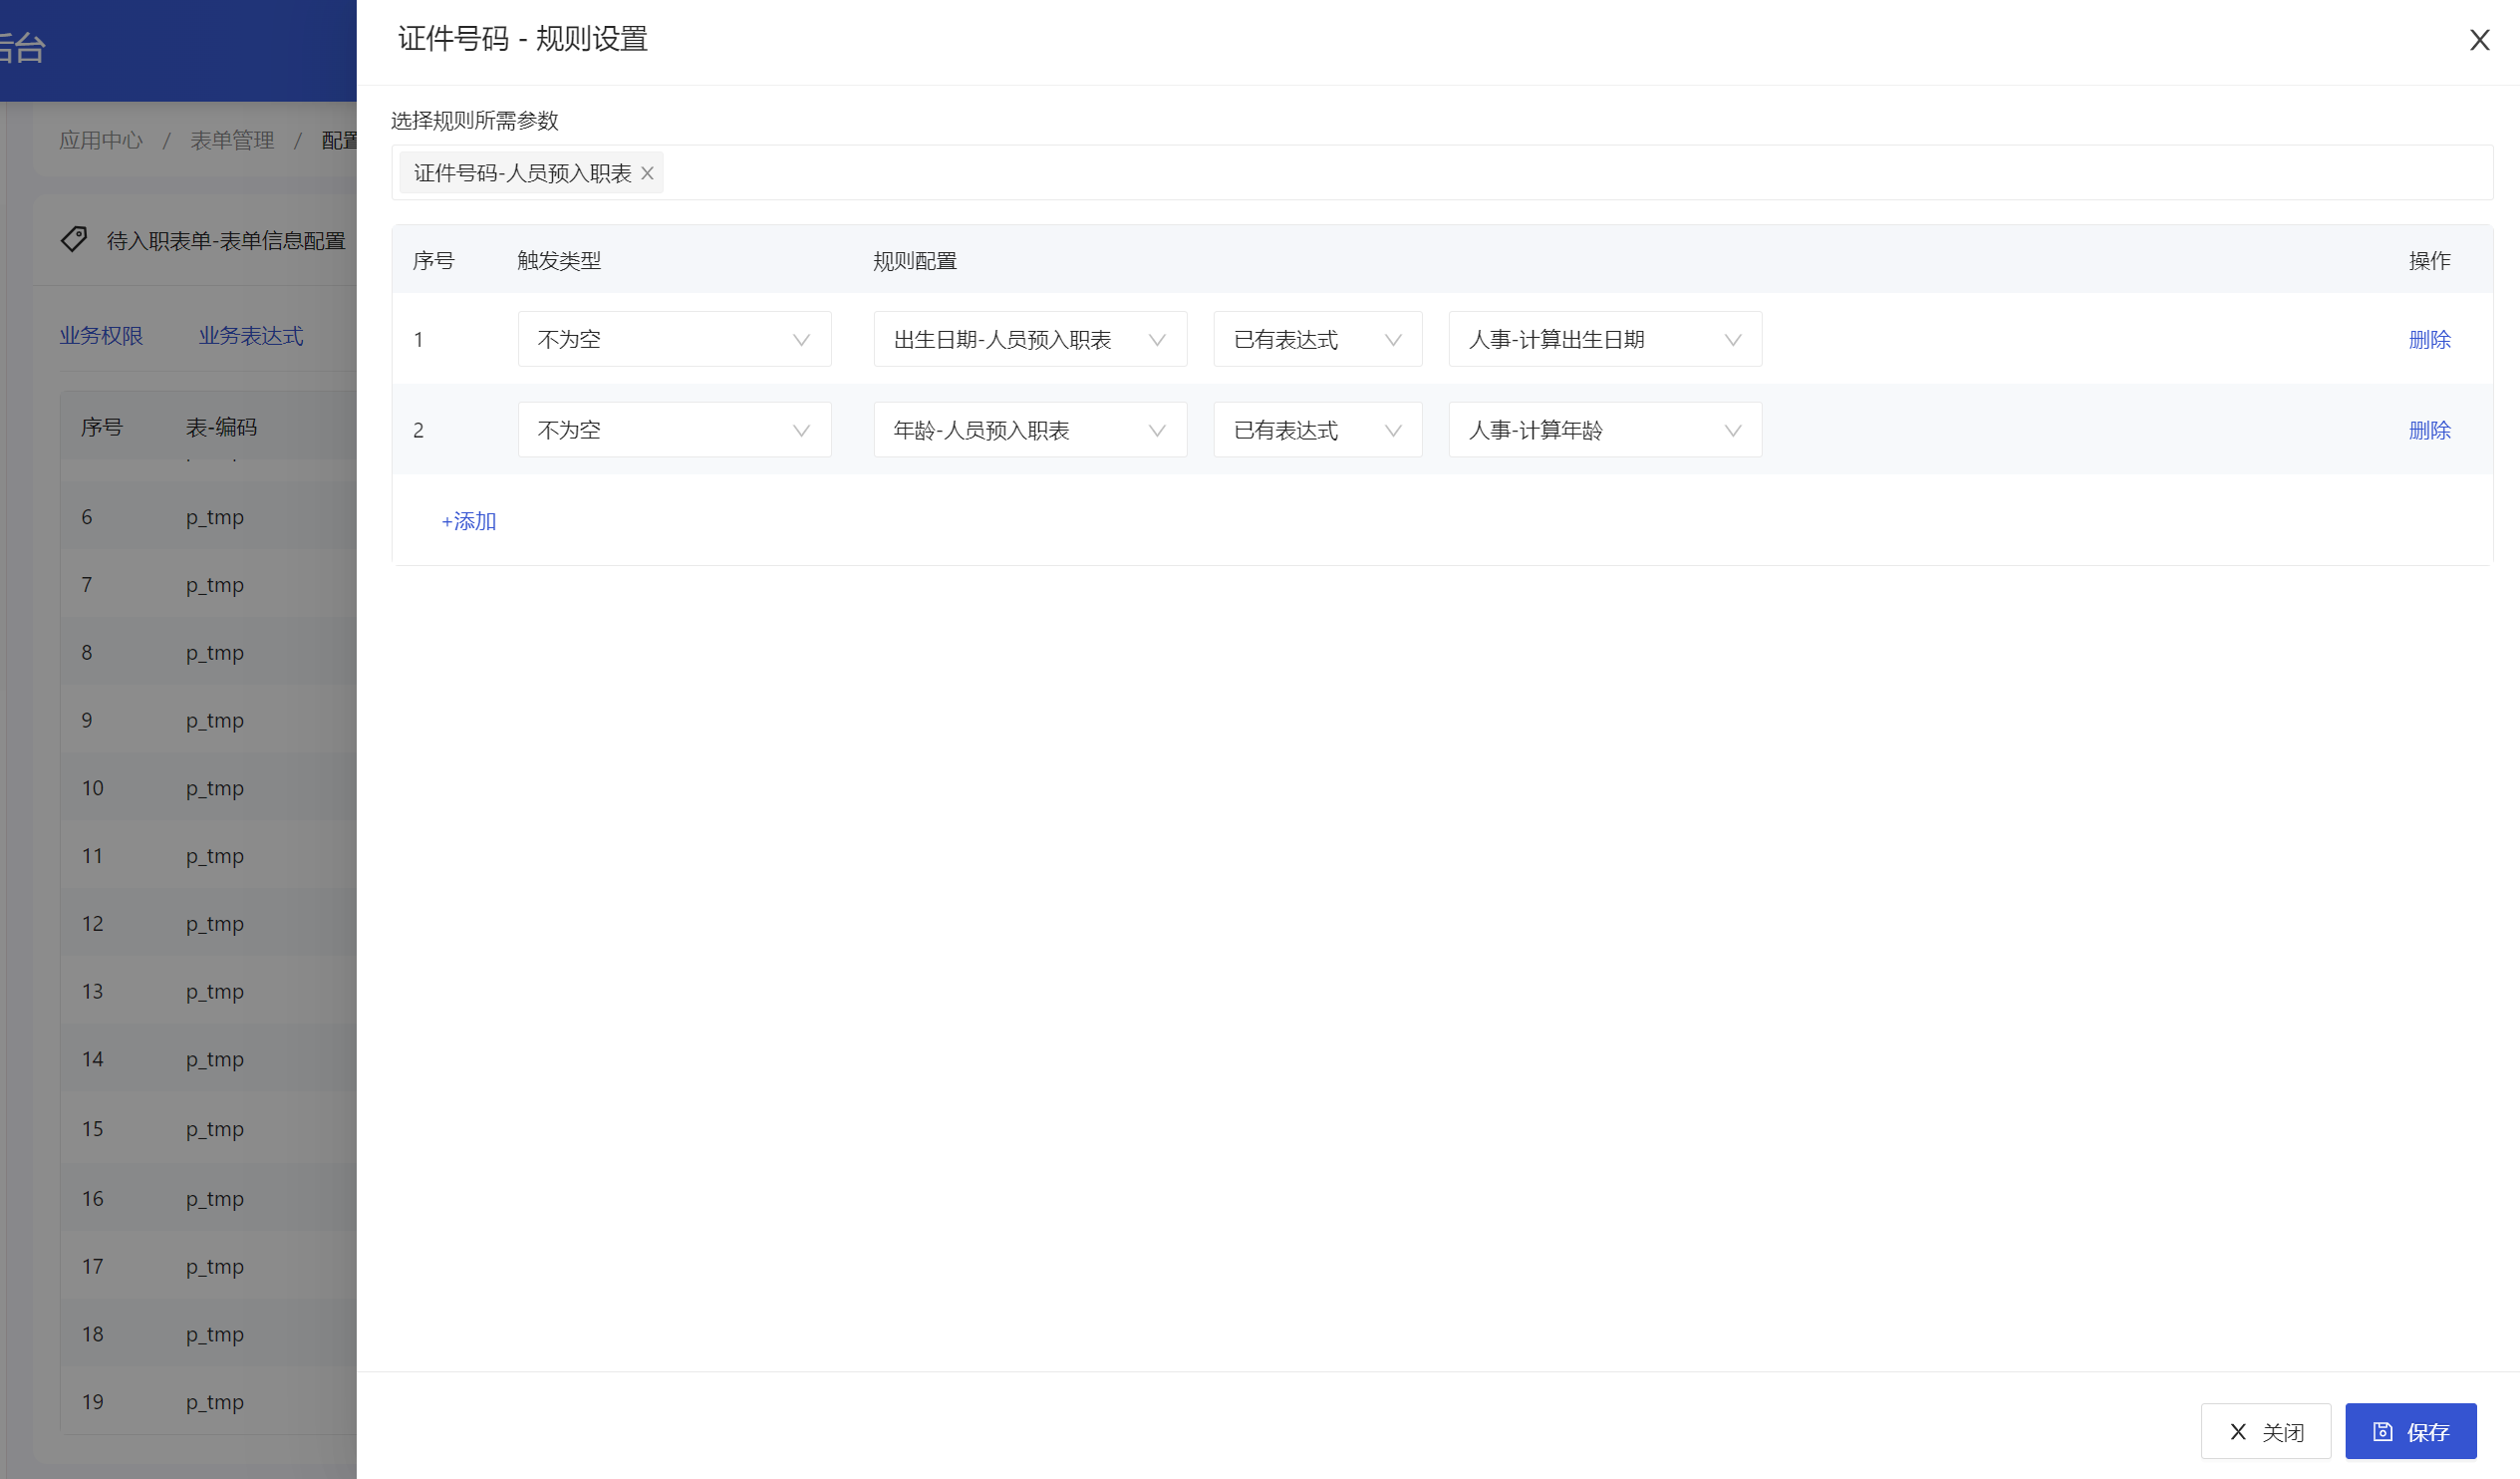 后台
应用中心 / 表单管理 / 配置
待入职表单-表单信息配置
业务权限 业务表达式
序号 表-编码
6 p_tmp
7 p_tmp
8 p_tmp
9 p_tmp
10 p_tmp
11 p_tmp
12 p_tmp
13 p_tmp
14 p_tmp
15 p_tmp
16 p_tmp
17 p_tmp
18 p_tmp
19 p_tmp
证件号码 - 规则设置
选择规则所需参数
证件号码-人员预入职表
序号 触发类型 规则配置 操作
1 不为空 出生日期-人员预入职表 已有表达式 人事-计算出生日期 删除
2 不为空 年龄-人员预入职表 已有表达式 人事-计算年龄 删除
+添加
关闭 保存